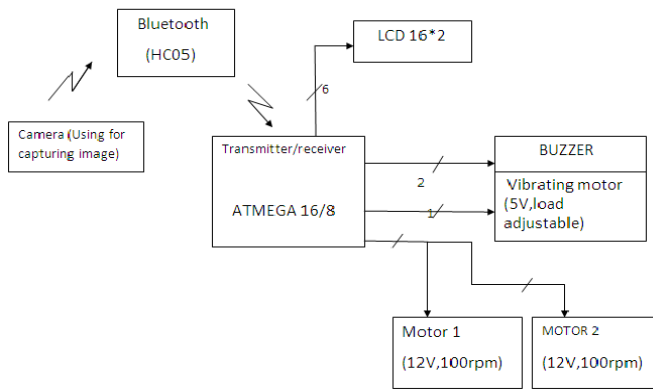 Bluetooth
(HC05)
LCD 16*2
6
Camera (Using for
capturing image)
Transmitter/receiver
ATMEGA 16/8
2
1
BUZZER
Vibrating motor
(5V,load
adjustable)
Motor 1
(12V,100rpm)
MOTOR 2
(12V,100rpm)